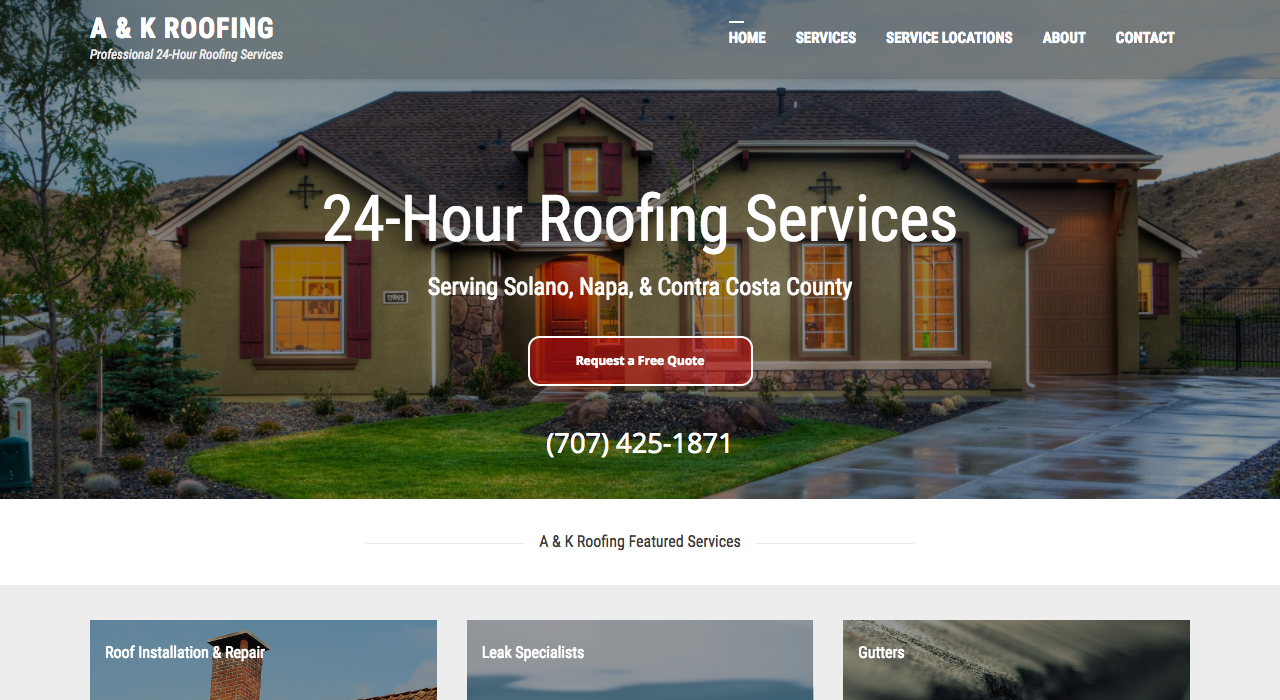 A & K ROOFING
Professional 24-Hour Roofing Services
HOME SERVICES SERVICE LOCATIONS ABOUT CONTACT
24-Hour Roofing Services
Serving Solano, Napa, & Contra Costa County
17895
Request a Free Quote
(707) 425-1871
A & K Roofing Featured Services
Roof Installation & Repair
Leak Specialists
Gutters